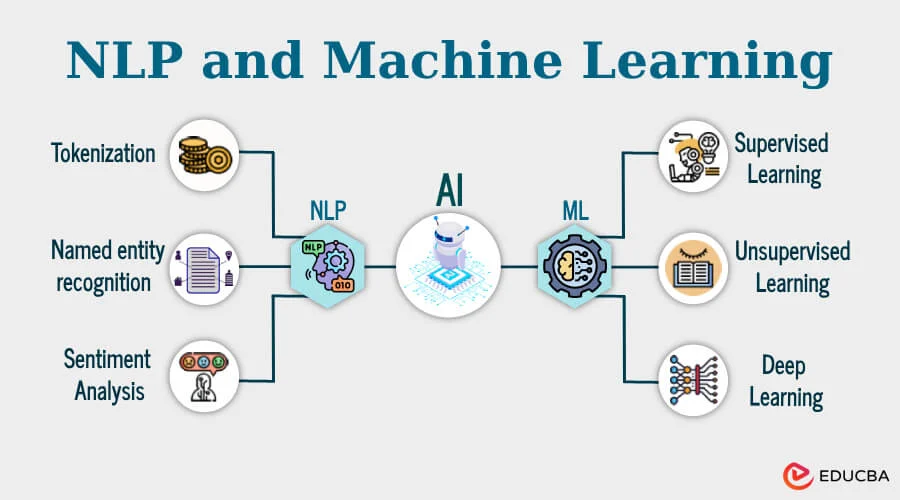 NLP and Machine Learning
Tokenization
Named entity
recognition
Sentiment
Analysis
NLP
NLP
010
AI
ML
Supervised
Learning
Unsupervised
Learning
Deep
Learning
EDUCBA